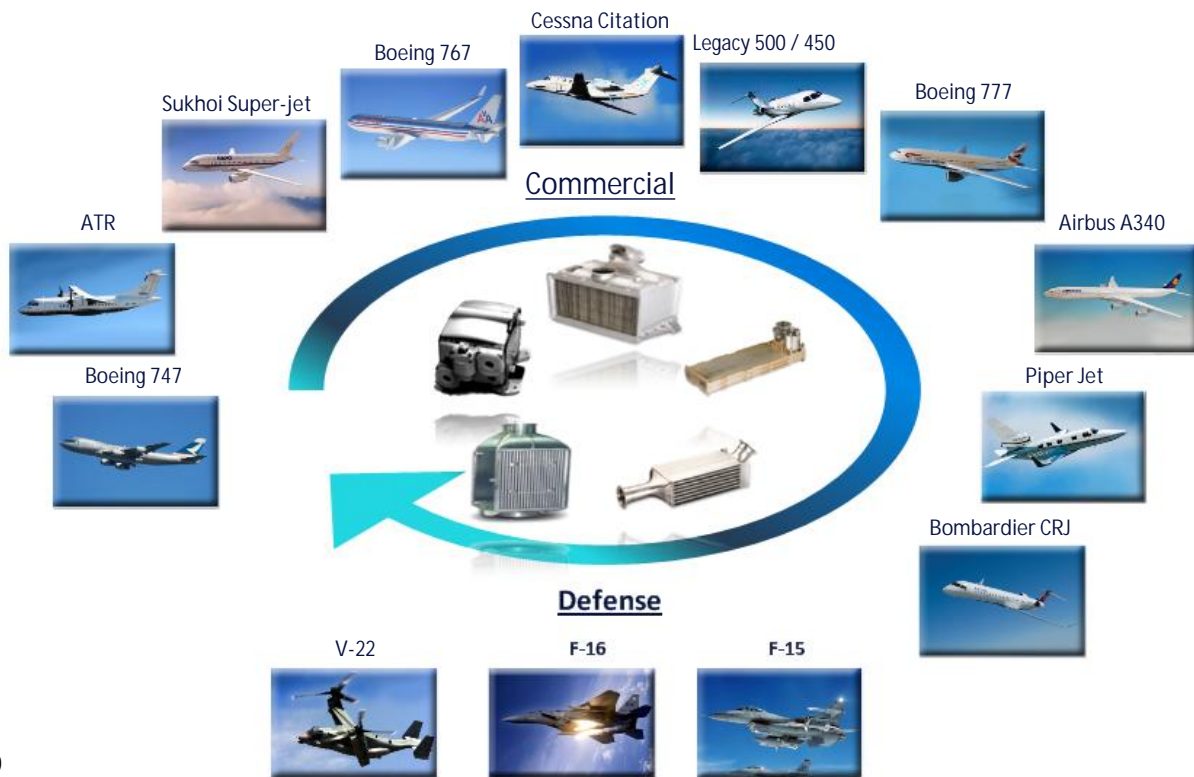 Cessna Citation
Boeing 767
Legacy 500 / 450
Sukhoi Super-jet
Boeing 777
Commercial
ATR
Airbus A340
Boeing 747
Piper Jet
Bombardier CRJ
Defense
V-22
F-16
F-15